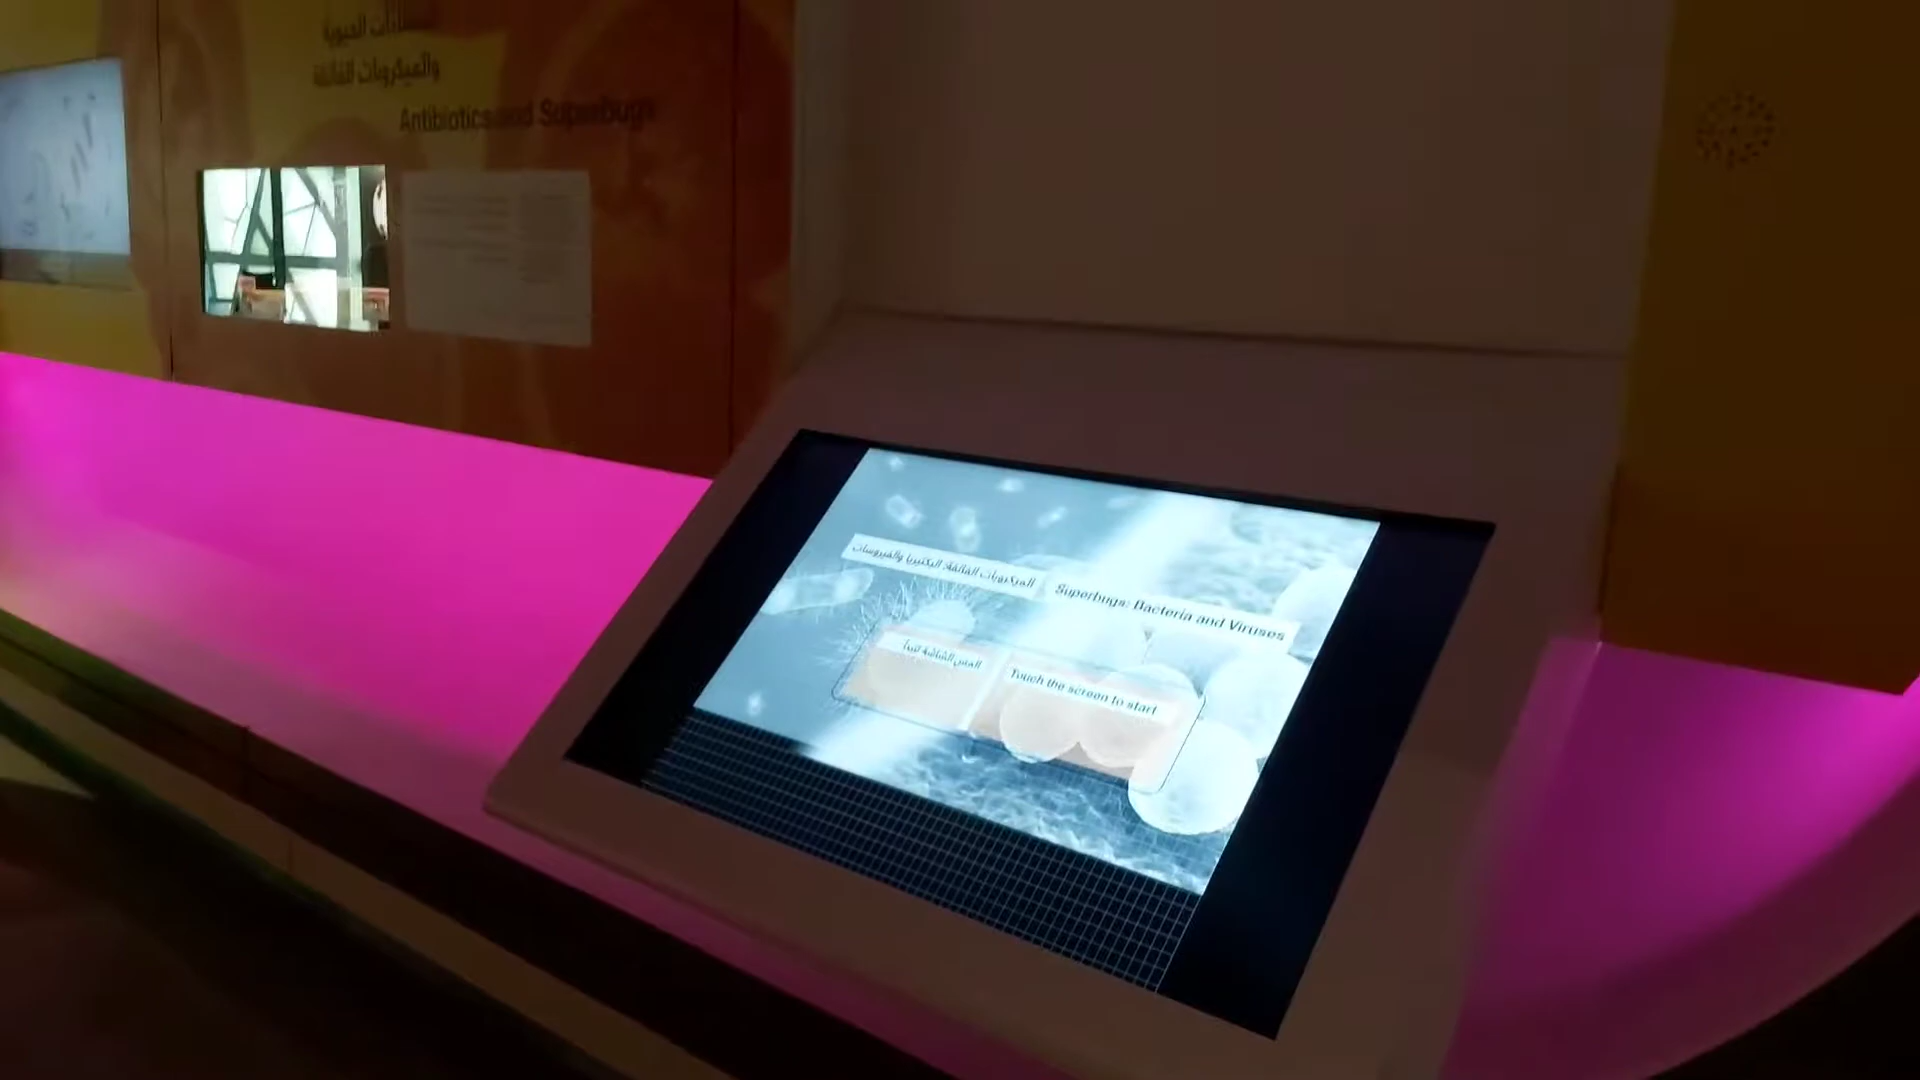 المضادات الحيوية
والميكروبات الفائقة
Antibiotics and Superbugs
الميكروبات الفائقة: البكتيريا والفيروسات
Superbugs: Bacteria and Viruses
المس الشاشة لتبدأ
Touch the screen to start